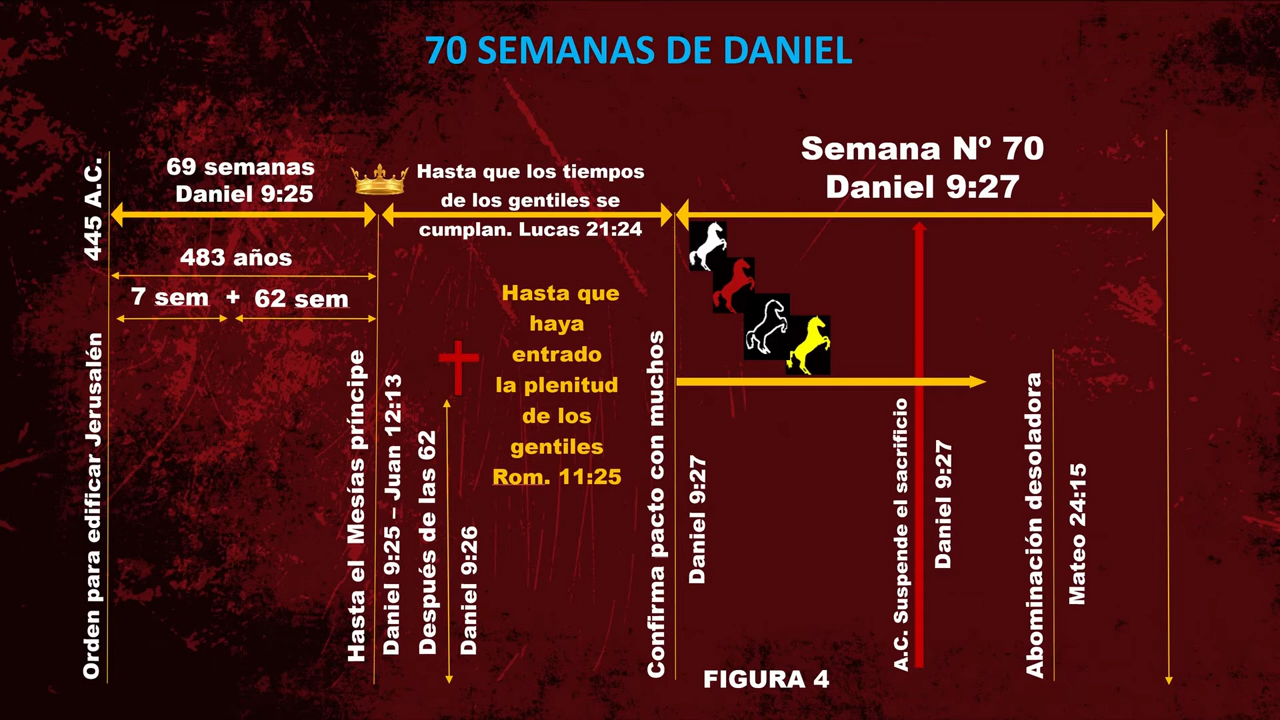 70 SEMANAS DE DANIEL
445 A.C.
Orden para edificar Jerusalén
69 semanas
Daniel 9:25
483 años
7 sem + 62 sem
Hasta el Mesías príncipe
Daniel 9:25 – Juan 12:13
Después de las 62
Daniel 9:26
Hasta que los tiempos
de los gentiles se
cumplan. Lucas 21:24
Hasta que
haya
entrado
la plenitud
de los
gentiles
Rom. 11:25
Semana Nº 70
Daniel 9:27
Confirma pacto con muchos
Daniel 9:27
A.C. Suspende el sacrificio
Daniel 9:27
Abominación desoladora
Mateo 24:15
FIGURA 4